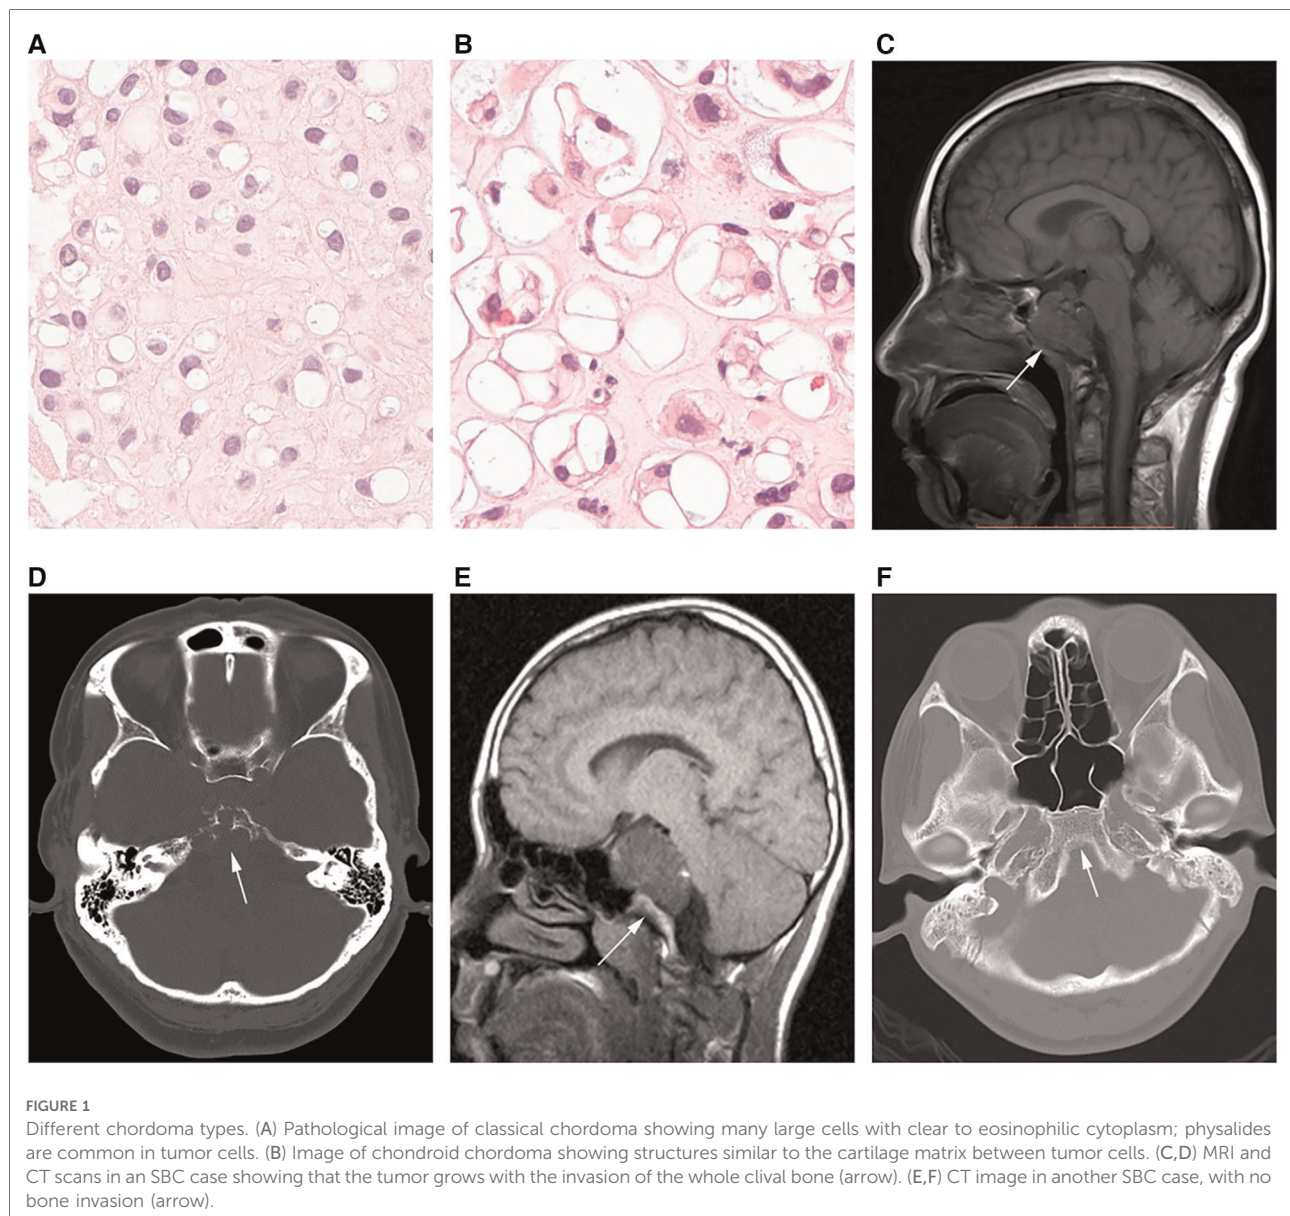 A
B
C
D
E
F
FIGURE 1
Different chordoma types. (A) Pathological image of classical chordoma showing many large cells with clear to eosinophilic cytoplasm; physalides
are common in tumor cells. (B) Image of chondroid chordoma showing structures similar to the cartilage matrix between tumor cells. (C,D) MRI and
CT scans in an SBC case showing that the tumor grows with the invasion of the whole clival bone (arrow). (E,F) CT image in another SBC case, with no
bone invasion (arrow).